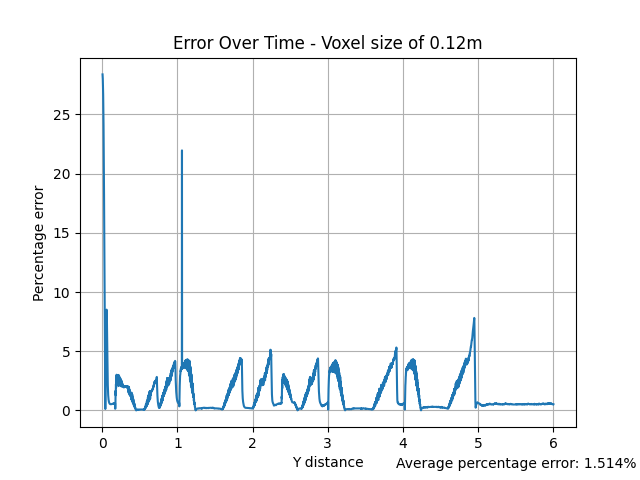 Error Over Time - Voxel size of 0.12m
Percentage error
25
20
15
10
5
0
0 1 2 3 4 5 6
Y distance
Average percentage error: 1.514%